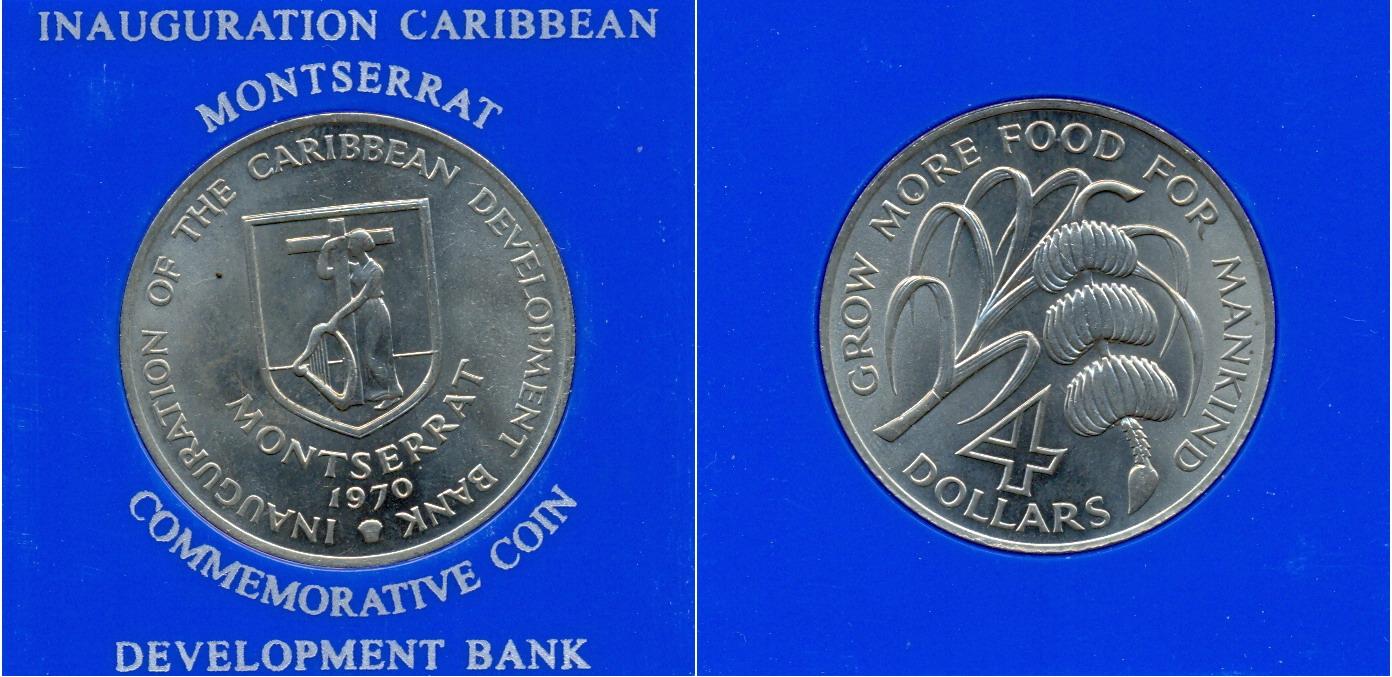 INAUGURATION CARIBBEAN
MONTSERRAT
INAUGURATION OF THE CARIBBEAN DEVELOPMENT BANK
MONTSERRAT
1970
COMMEMORATIVE COIN
DEVELOPMENT BANK
GROW MORE FOOD FOR MANKIND
4
DOLLARS